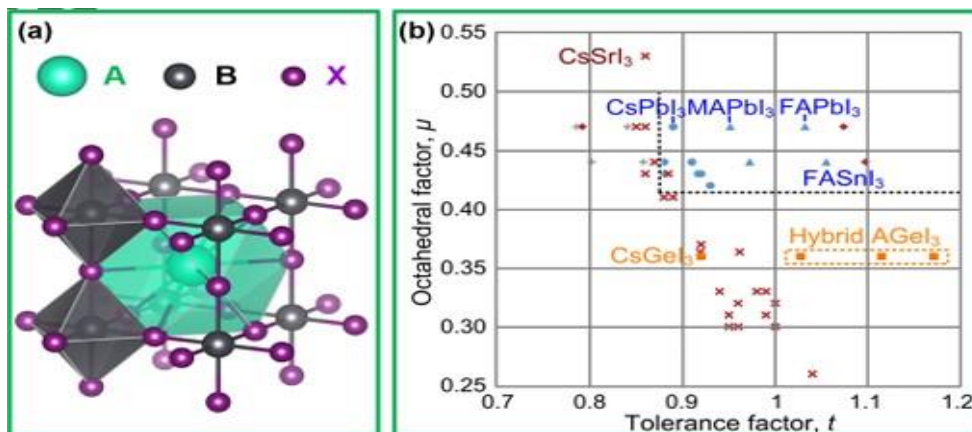 (a)
A B X
(b)
Octahedral factor, μ
0.55
0.50
0.45
0.40
0.35
0.30
0.25
CsSrI₃
CsPbI₃ MAPbI₃ FAPbI₃
FASnI₃
CsGeI₃
Hybrid AGeI₃
0.7 0.8 0.9 1 1.1 1.2
Tolerance factor, t